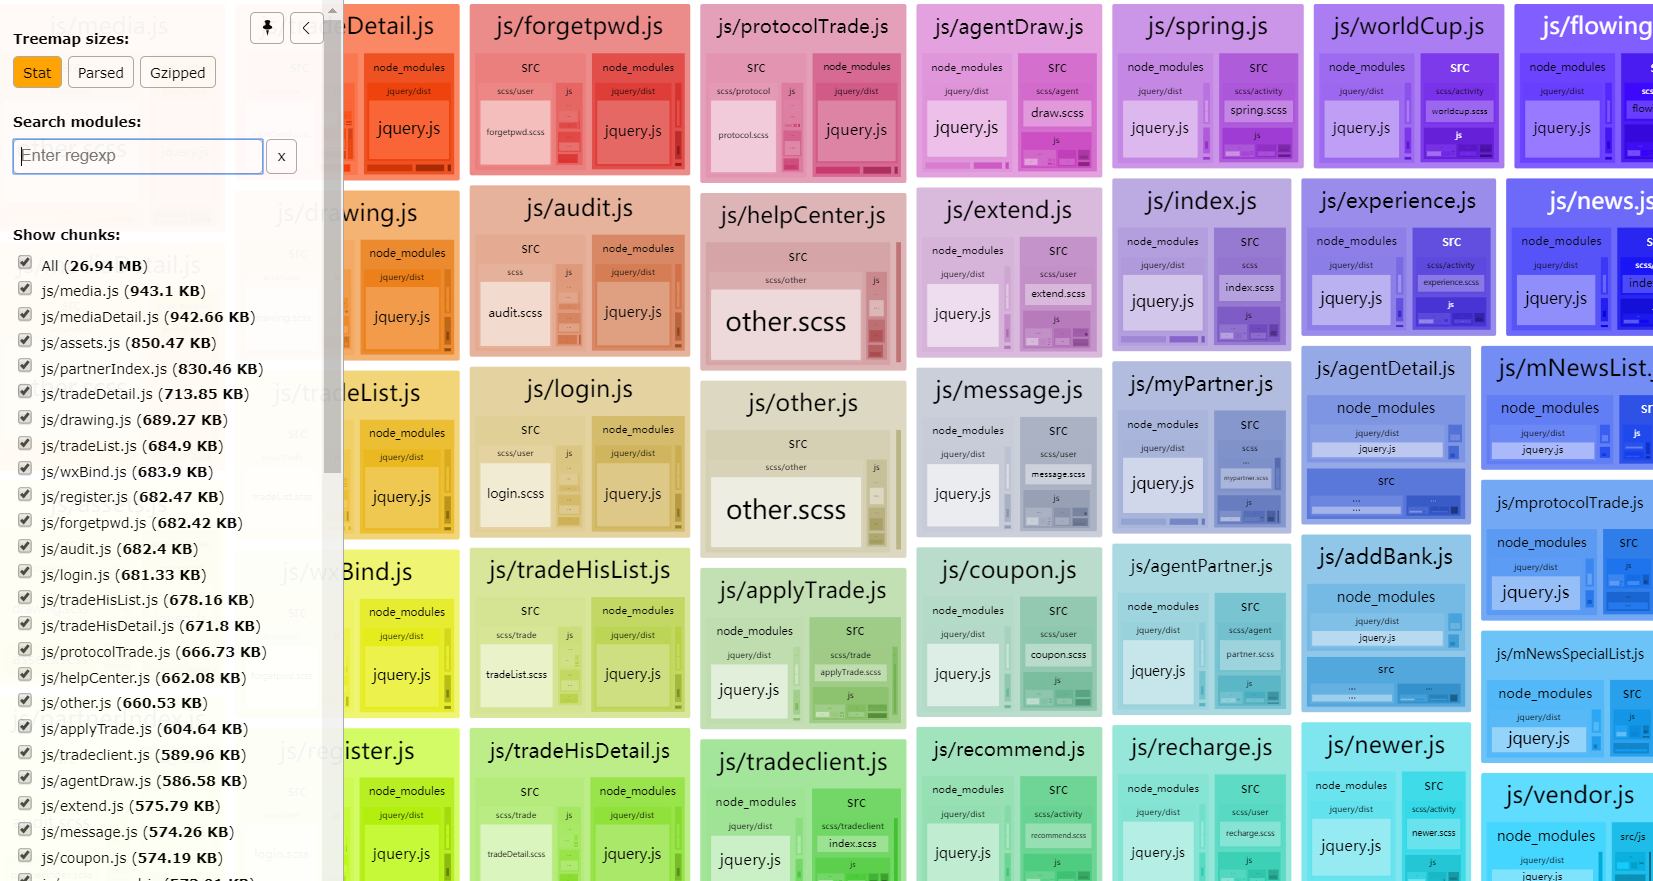 Treemap sizes:
Stat Parsed Gzipped
Search modules:
Enter regexp x
Show chunks:
All (26.94 MB)
js/media.js (943.1 KB)
js/mediaDetail.js (942.66 KB)
js/assets.js (850.47 KB)
js/partnerIndex.js (830.46 KB)
js/tradeDetail.js (713.85 KB)
js/drawing.js (689.27 KB)
js/tradeList.js (684.9 KB)
js/wxBind.js (683.9 KB)
js/register.js (682.47 KB)
js/forgetpwd.js (682.42 KB)
js/audit.js (682.4 KB)
js/login.js (681.33 KB)
js/tradeHisList.js (678.16 KB)
js/tradeHisDetail.js (671.8 KB)
js/protocolTrade.js (666.73 KB)
js/helpCenter.js (662.08 KB)
js/other.js (660.53 KB)
js/applyTrade.js (604.64 KB)
js/tradeclient.js (589.96 KB)
js/agentDraw.js (586.58 KB)
js/extend.js (575.79 KB)
js/message.js (574.26 KB)
js/coupon.js (574.19 KB)
deDetail.js
node_modules
jquery/dist
jquery.js
js/drawing.js
node_modules
jquery/dist
jquery.js
js/tradeList.js
node_modules
jquery/dist
jquery.js
js/wxBind.js
node_modules
jquery/dist
jquery.js
js/register.js
node_modules
jquery/dist
jquery.js
js/forgetpwd.js
src node_modules
scss/user js jquery/dist
forgetpwd.scss jquery.js
js/audit.js
src node_modules
scss js jquery/dist
audit.scss jquery.js
js/login.js
src node_modules
scss/user js jquery/dist
login.scss jquery.js
js/tradeHisList.js
src node_modules
scss/trade js jquery/dist
tradeList.scss jquery.js
js/tradeHisDetail.js
src node_modules
scss/trade js jquery/dist
tradeDetail.scss jquery.js
js/protocolTrade.js
src node_modules
scss/protocol js jquery/dist
protocol.scss jquery.js
js/helpCenter.js
src
scss/other js
other.scss
js/other.js
src
scss/other js
other.scss
js/applyTrade.js
node_modules src
jquery/dist scss/trade
jquery.js applyTrade.scss
js
js/tradeclient.js
node_modules src
jquery/dist scss/tradeclient
jquery.js index.scss
js
js/agentDraw.js
node_modules src
jquery/dist scss/agent
jquery.js draw.scss
js
js/extend.js
node_modules src
jquery/dist scss/user
jquery.js extend.scss
js
js/message.js
node_modules src
jquery/dist scss/user
jquery.js message.scss
js
js/coupon.js
node_modules src
jquery/dist scss/user
jquery.js coupon.scss
js
js/recommend.js
node_modules src
jquery/dist scss/activity
jquery.js recommend.scss
js
js/spring.js
node_modules src
jquery/dist scss/activity
jquery.js spring.scss
js
js/index.js
node_modules src
jquery/dist scss
jquery.js index.scss
js
js/myPartner.js
node_modules src
jquery/dist scss
jquery.js mypartner.scss
js
js/agentPartner.js
node_modules src
jquery/dist scss/agent
jquery.js partner.scss
js
js/recharge.js
node_modules src
jquery/dist scss/user
jquery.js recharge.scss
js
js/worldCup.js
node_modules src
jquery/dist scss/activity
jquery.js worldcup.scss
js
js/experience.js
node_modules src
jquery/dist scss/activity
jquery.js experience.scss
js
js/agentDetail.js
node_modules
jquery/dist
jquery.js
src
... ...
...
js/addBank.js
node_modules
jquery/dist
jquery.js
src
... ...
...
js/newer.js
node_modules src
jquery/dist scss/activity
jquery.js newer.scss
js
js/flowing
node_modules s
jquery/dist sc
jquery.js flow
js
js/news.js
node_modules src
jquery/dist scss/
jquery.js inde
js
js/mNewsList.
node_modules sr
jquery/dist js
jquery.js
js/mprotocolTrade.js
node_modules src
jquery/dist js
jquery.js
js/mNewsSpecialList.js
node_modules src
jquery/dist js
jquery.js
js/vendor.js
node_modules src/js
jquery/dist
jquery.js